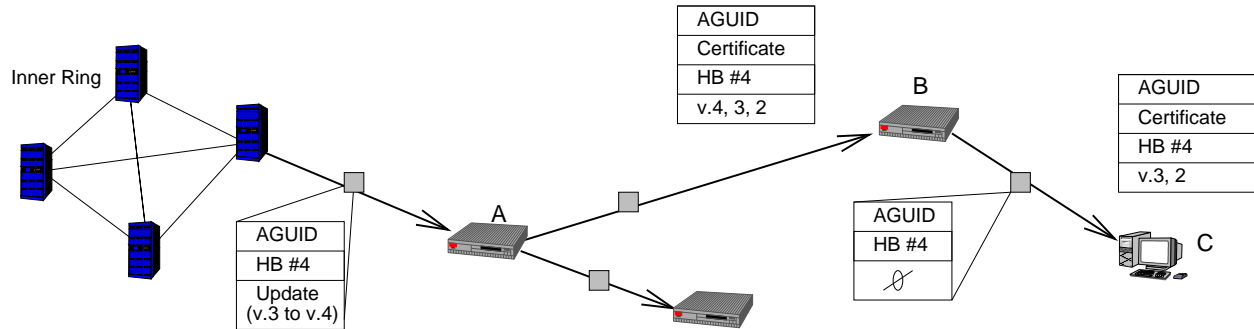 Inner Ring
AGUID
HB #4
Update
(v.3 to v.4)
A
AGUID
Certificate
HB #4
v.4, 3, 2
B
AGUID
HB #4
∅
AGUID
Certificate
HB #4
v.3, 2
C